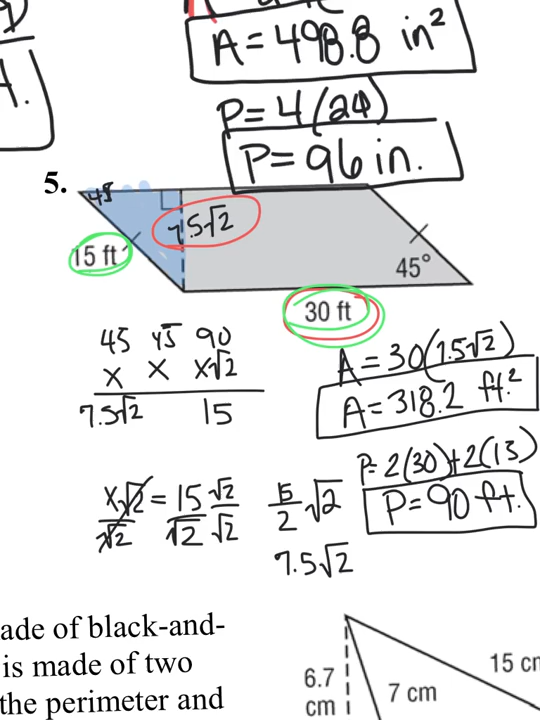 A = 498.8 in²
P = 4(24)
P = 96 in.
5.
45
7.5√2
15 ft
45°
30 ft
45 45 90
x x x√2
7.5√2 15
A = 30(7.5√2)
A = 318.2 ft.²
P = 2(30)+2(15)
P = 90 ft.
x√2/√2 = 15/√2 √2/√2
15/2 √2
7.5√2
ade of black-and-
is made of two
the perimeter and
6.7
cm
7 cm
15 cm